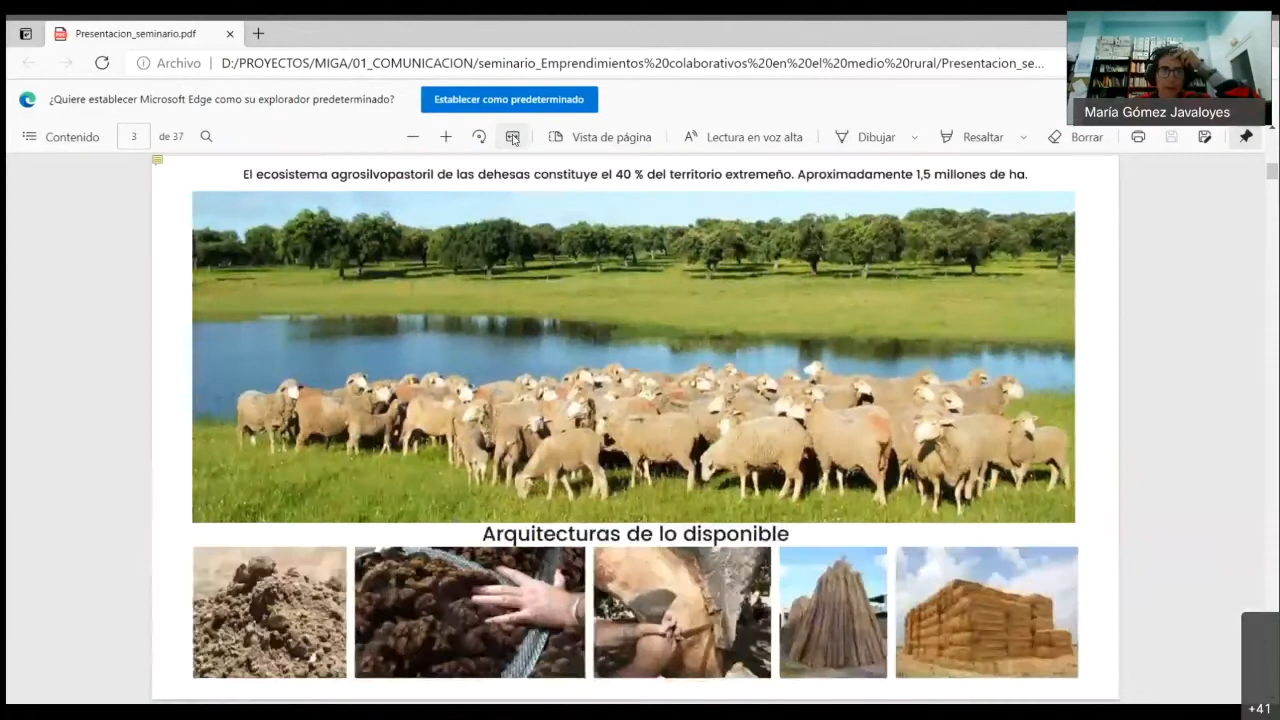 Presentacion_seminario.pdf
Archivo
D:/PROYECTOS/MIGA/01_COMUNICACION/seminario_Emprendimientos%20colaborativos%20en%20el%20medio%20rural/Presentacion_se...
¿Quiere establecer Microsoft Edge como su explorador predeterminado?
Establecer como predeterminado
María Gómez Javaloyes
Contenido
3
de 37
Vista de página
Lectura en voz alta
Dibujar
Resaltar
Borrar
El ecosistema agrosilvopastoril de las dehesas constituye el 40 % del territorio extremeño. Aproximadamente 1,5 millones de ha.
Arquitecturas de lo disponible
+41